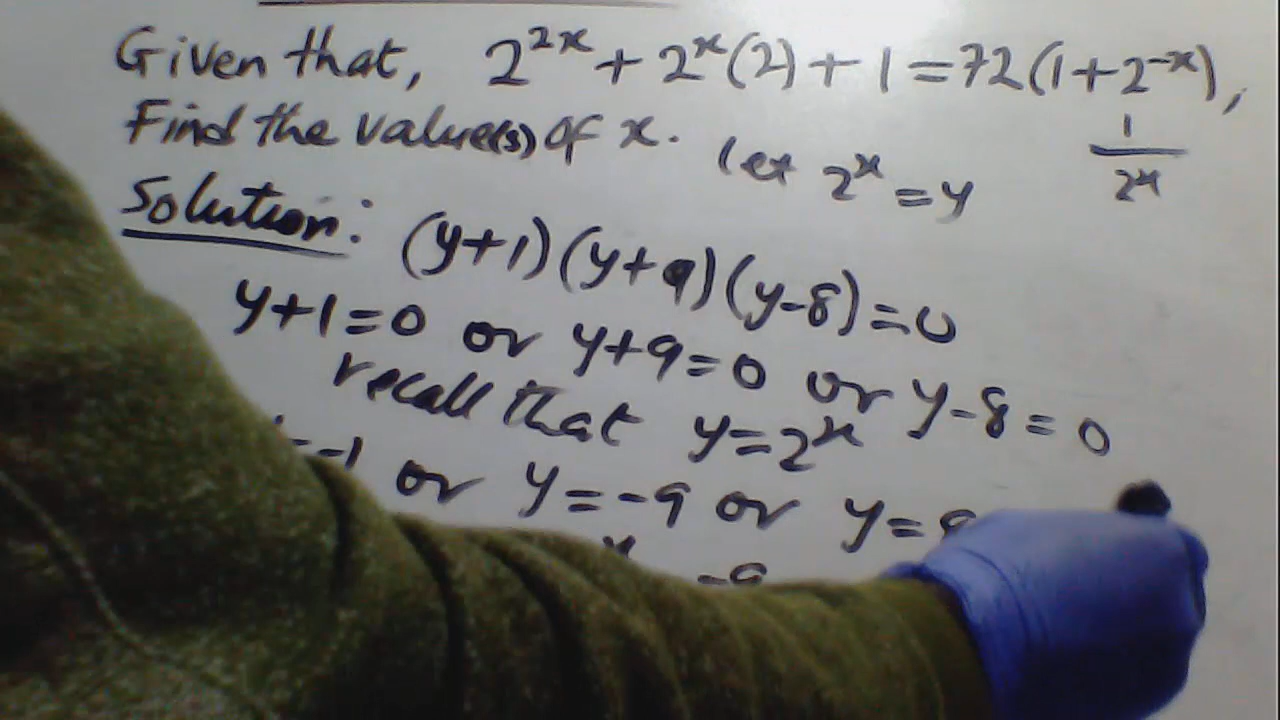 Given that, 2^{2x} + 2^x(2) + 1 = 72(1 + 2^{-x}),
Find the value(s) of x. let 2^x = y
1/2^x
Solution: (y+1)(y+9)(y-8)=0
y+1=0 or y+9=0 or y-8=0
recall that y=2^x
=-1 or y=-9 or y=8
x -9